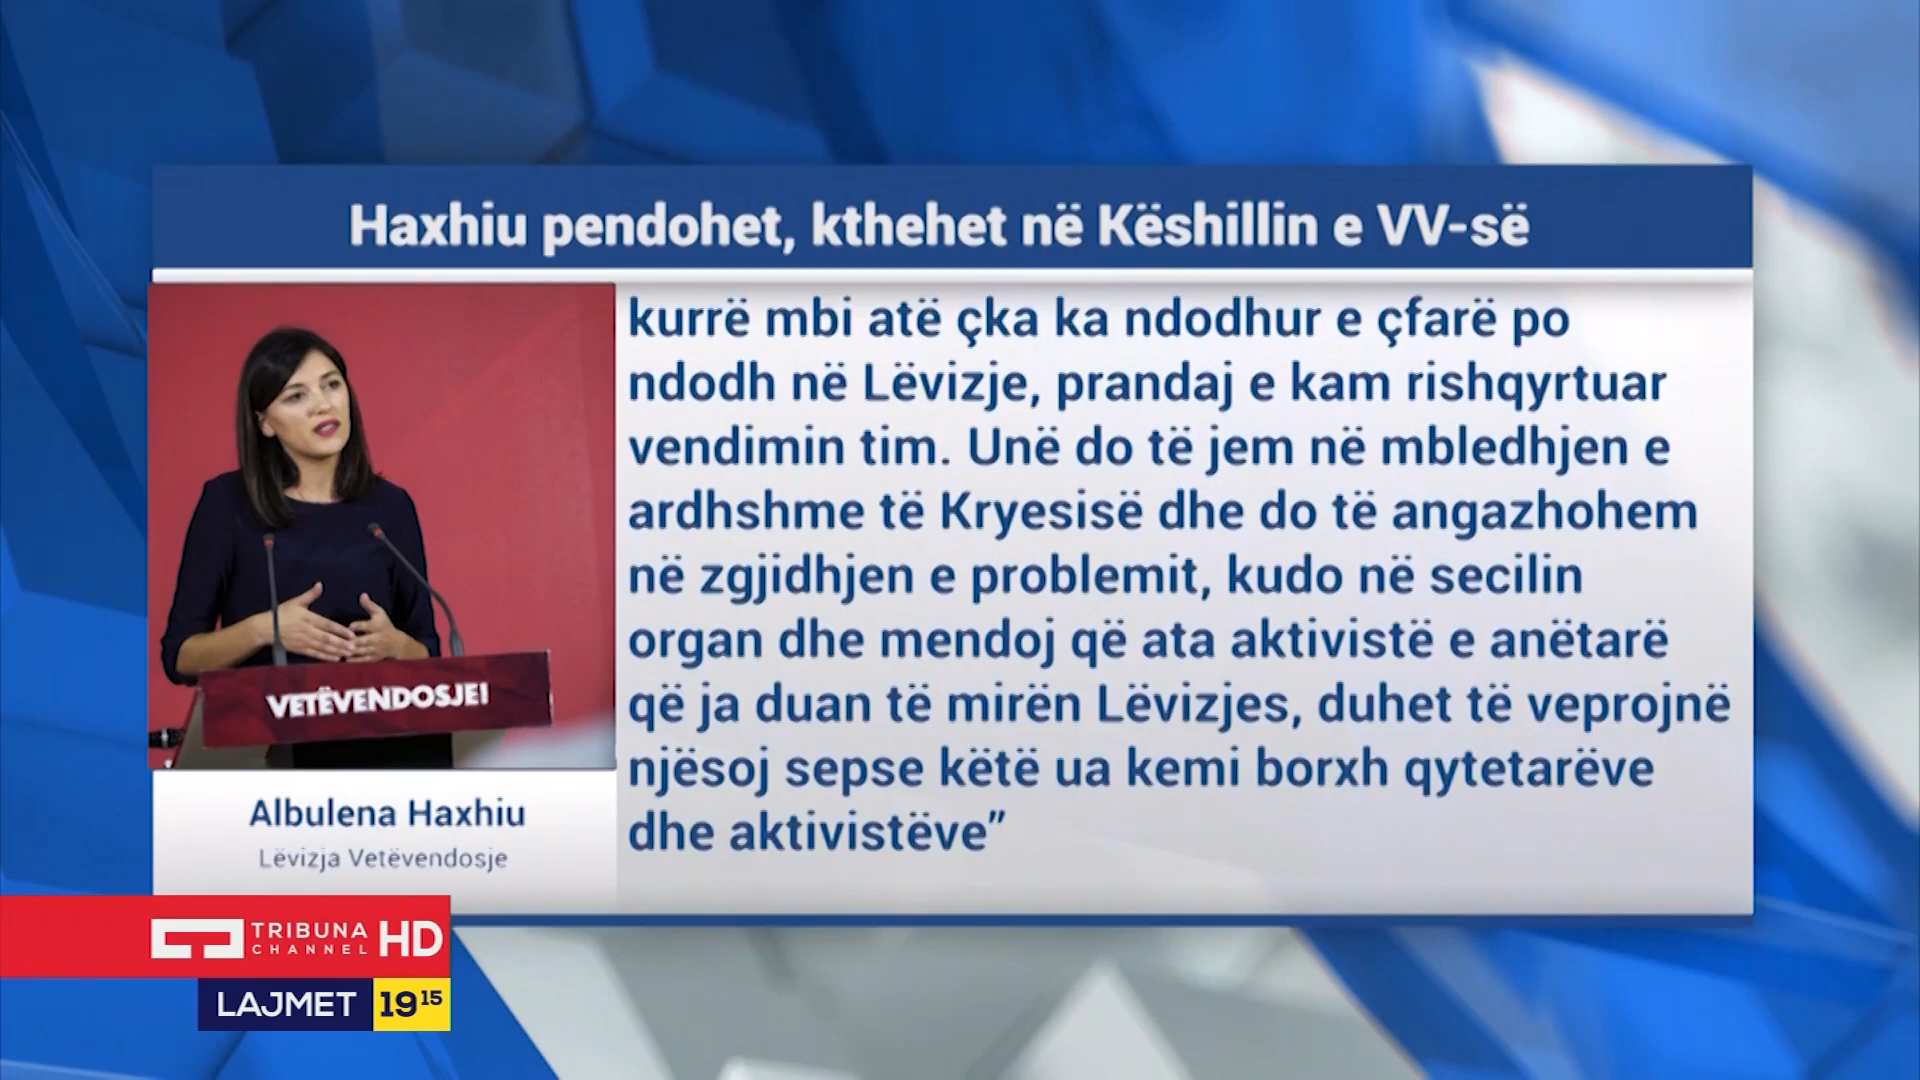 Haxhiu pendohet, kthehet në Këshillin e VV-së
kurrë mbi atë çka ka ndodhur e çfarë po
ndodh në Lëvizje, prandaj e kam rishqyrtuar
vendimin tim. Unë do të jem në mbledhjen e
ardhshme të Kryesisë dhe do të angazhohem
në zgjidhjen e problemit, kudo në secilin
organ dhe mendoj që ata aktivistë e anëtarë
që ja duan të mirën Lëvizjes, duhet të veprojnë
njësoj sepse këtë ua kemi borxh qytetarëve
dhe aktivistëve”
VETËVENDOSJE!
Albulena Haxhiu
Lëvizja Vetëvendosje
TRIBUNA
CHANNEL
HD
LAJMET 19 15